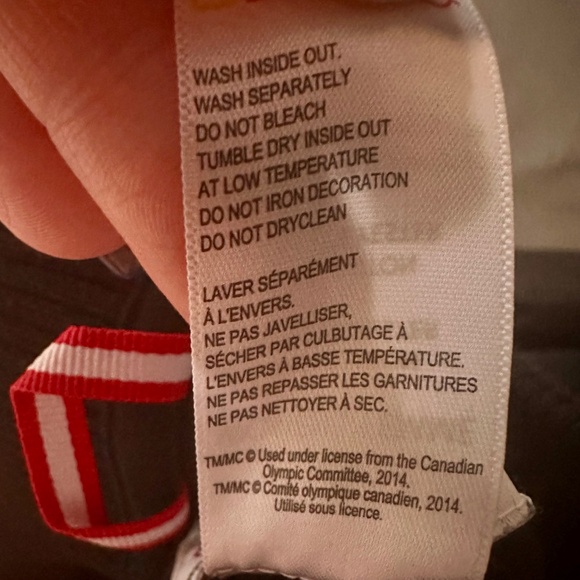 WASH INSIDE OUT.
WASH SEPARATELY
DO NOT BLEACH
TUMBLE DRY INSIDE OUT
AT LOW TEMPERATURE
DO NOT IRON DECORATION
DO NOT DRYCLEAN
LAVER SÉPARÉMENT
À L'ENVERS.
NE PAS JAVELLISER,
SÉCHER PAR CULBUTAGE À
L'ENVERS À BASSE TEMPÉRATURE.
NE PAS REPASSER LES GARNITURES
NE PAS NETTOYER À SEC.
TM/MC © Used under license from the Canadian
Olympic Committee, 2014.
TM/MC © Comité olympique canadien, 2014.
Utilisé sous licence.